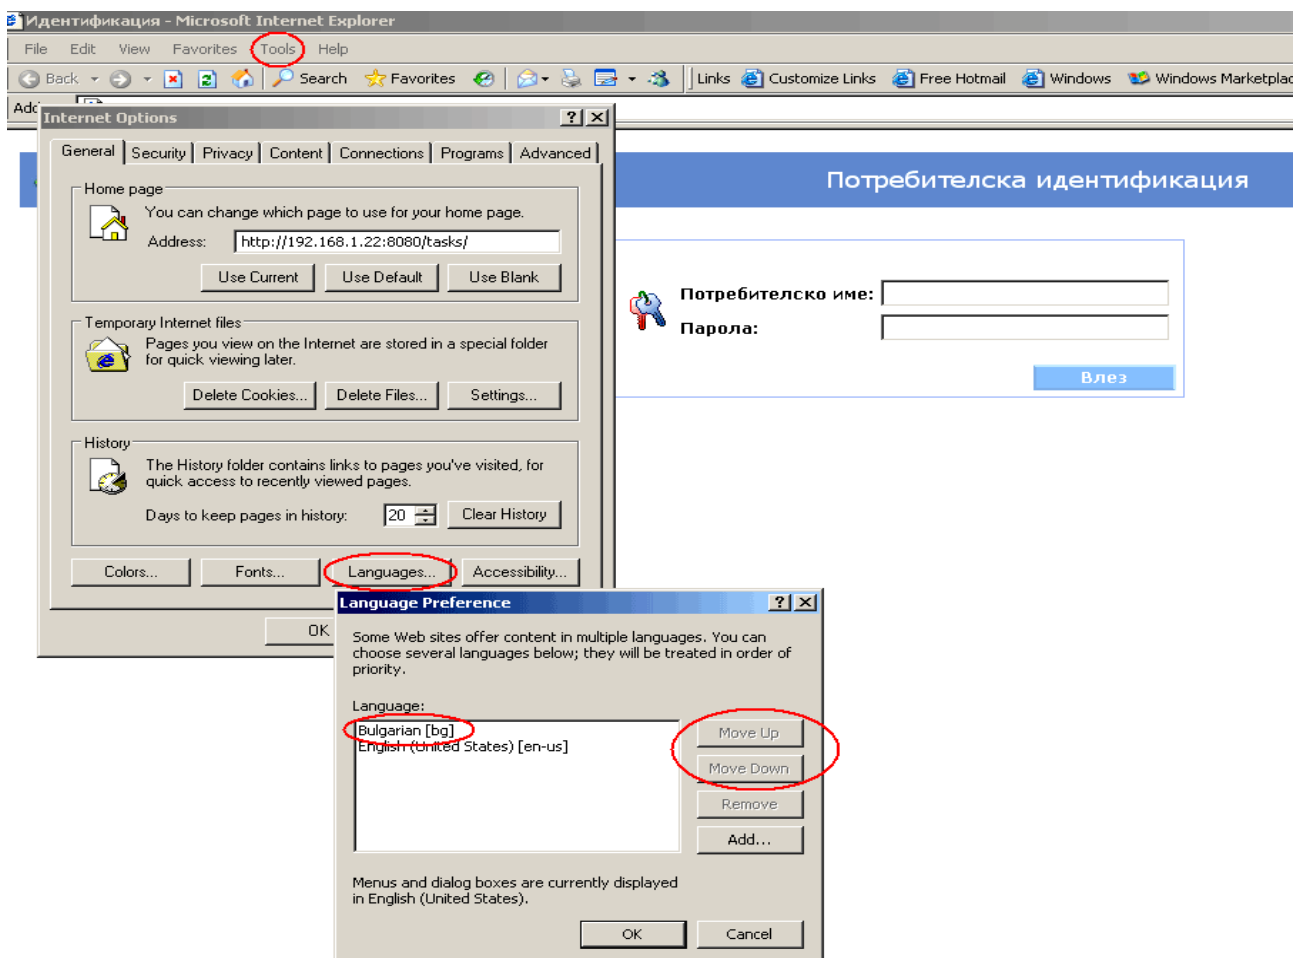 Идентификация - Microsoft Internet Explorer
File Edit View Favorites Tools Help
Back Search Favorites Links Customize Links Free Hotmail Windows Windows Marketplac
Internet Options
General Security Privacy Content Connections Programs Advanced
Потребителска идентификация
Home page
You can change which page to use for your home page.
Address: http://192.168.1.22:8080/tasks/
Use Current Use Default Use Blank
Потребителско име:
Парола:
Влез
Temporary Internet files
Pages you view on the Internet are stored in a special folder
for quick viewing later.
Delete Cookies... Delete Files... Settings...
History
The History folder contains links to pages you've visited, for
quick access to recently viewed pages.
Days to keep pages in history: 20 Clear History
Colors... Fonts... Languages... Accessibility...
OK
Language Preference
Some Web sites offer content in multiple languages. You can
choose several languages below; they will be treated in order of
priority.
Language:
Bulgarian [bg]
English (United States) [en-us]
Move Up
Move Down
Remove
Add...
Menus and dialog boxes are currently displayed
in English (United States).
OK Cancel